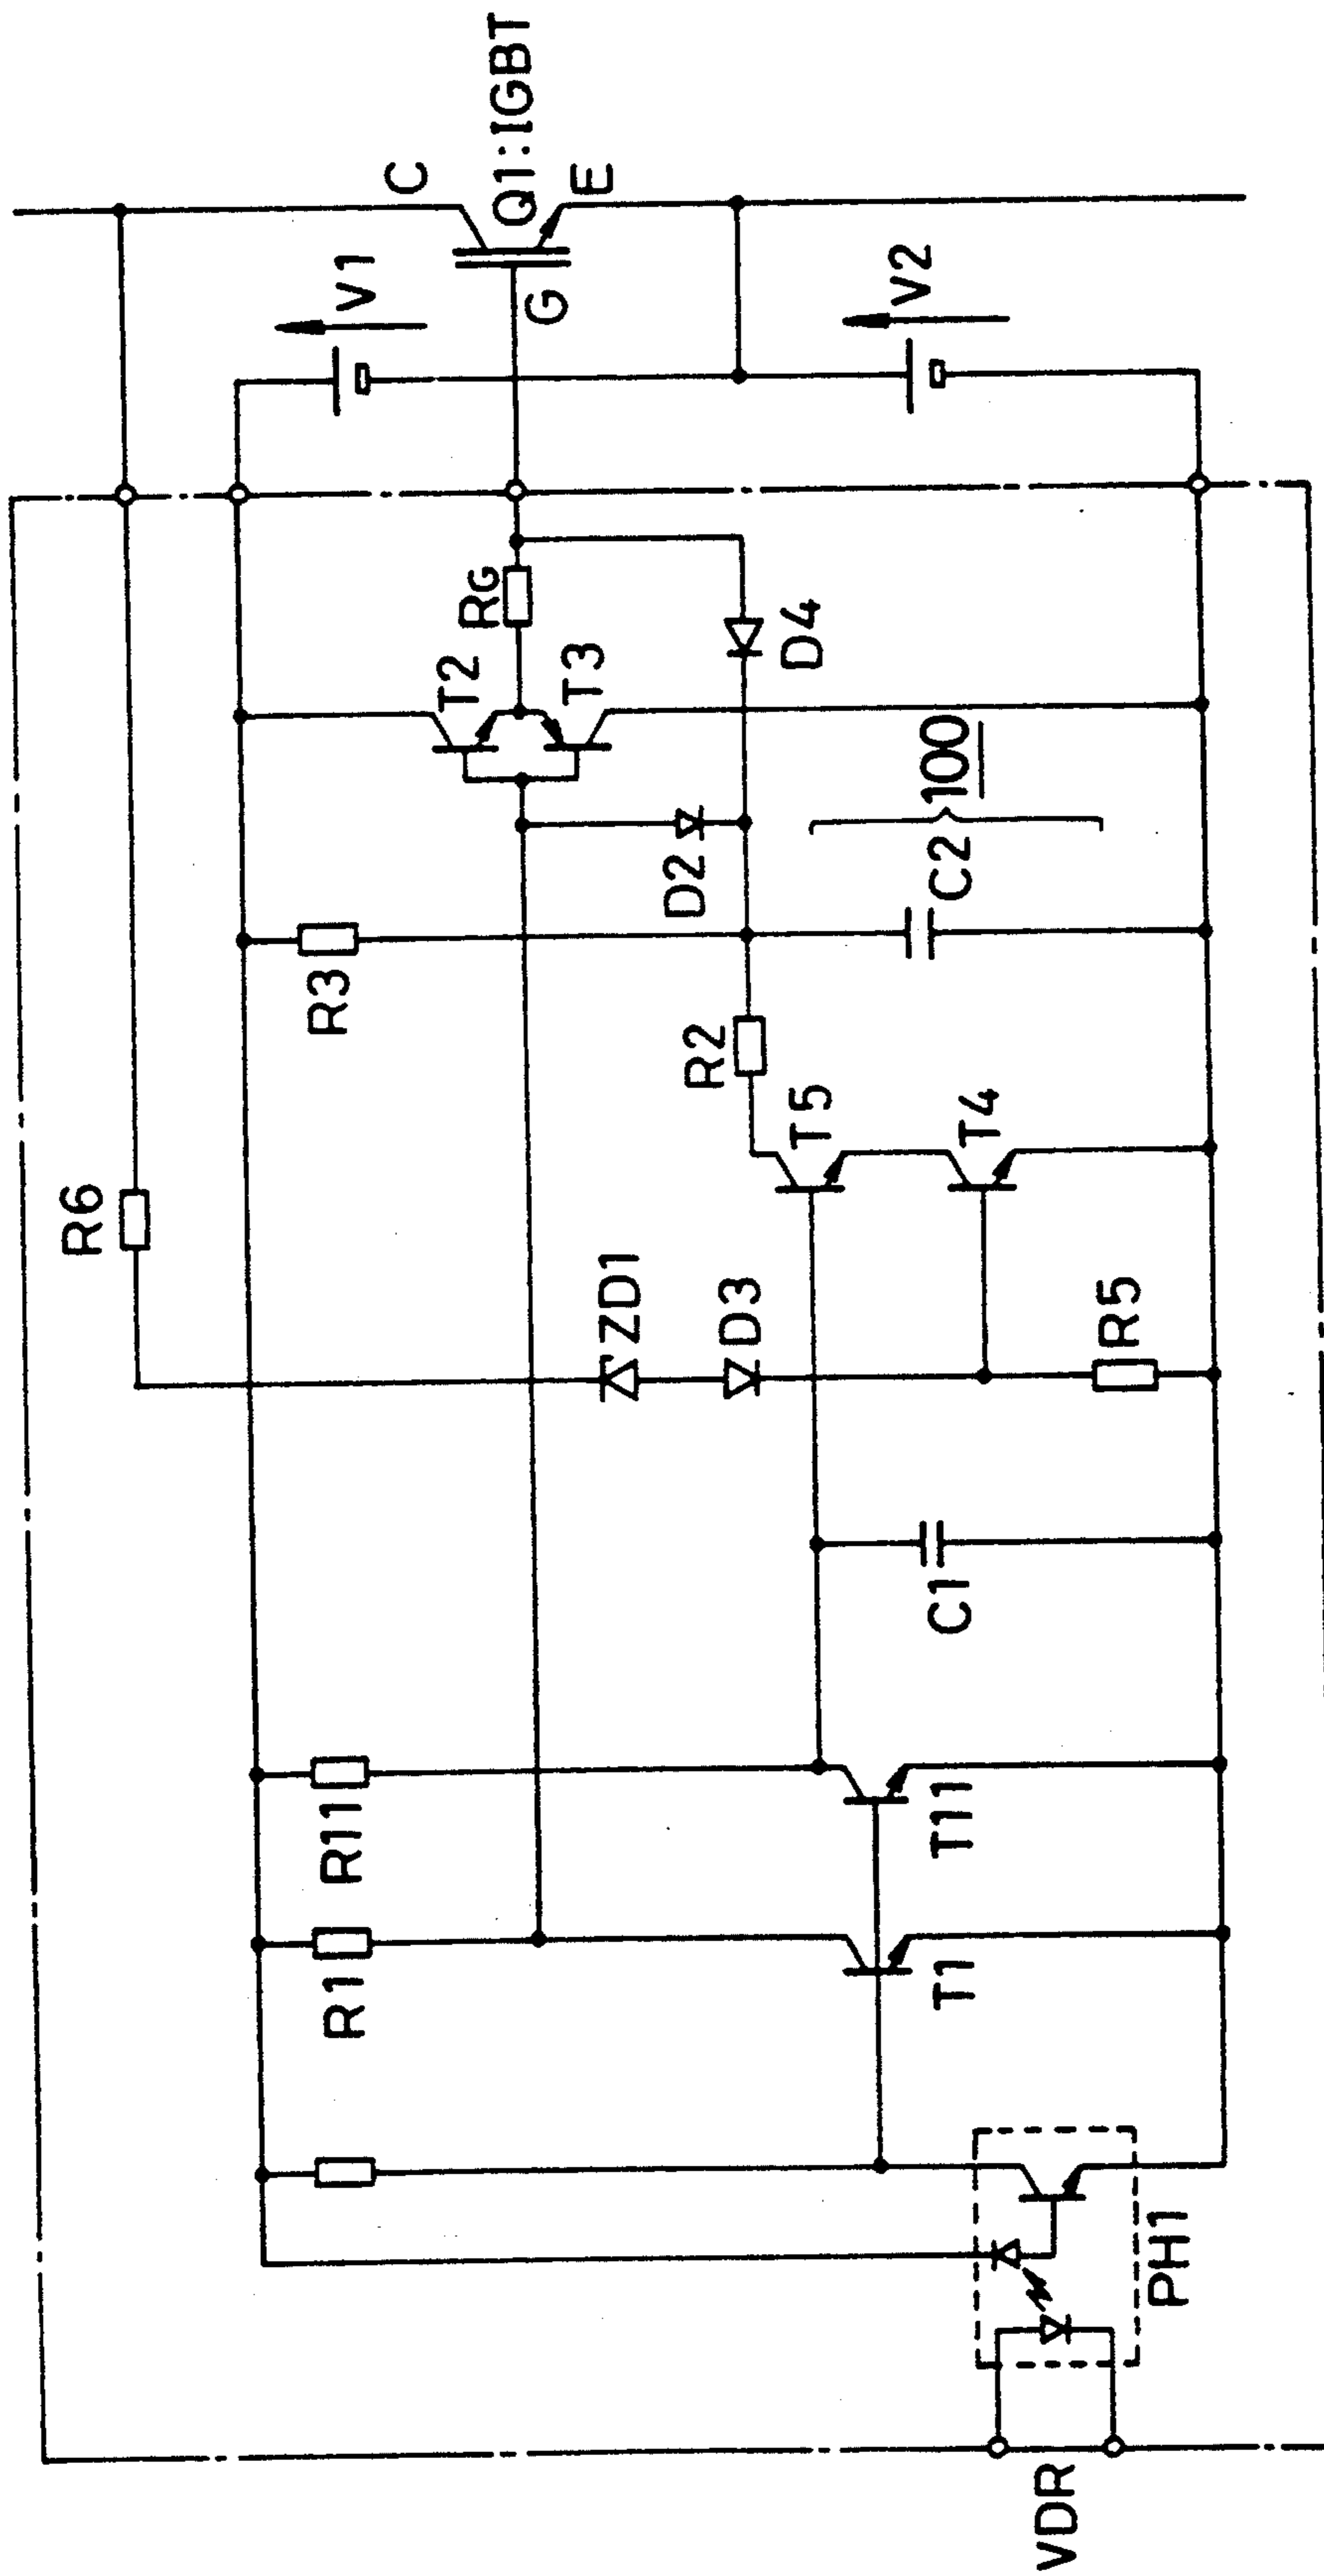 VDR
PH1
R1
T1
R11
T11
C1
R6
ZD1
D3
R5
T5
T4
R2
R3
C2
100
D2
T2
T3
RG
D4
V1
V2
G
C
E
Q1:IGBT